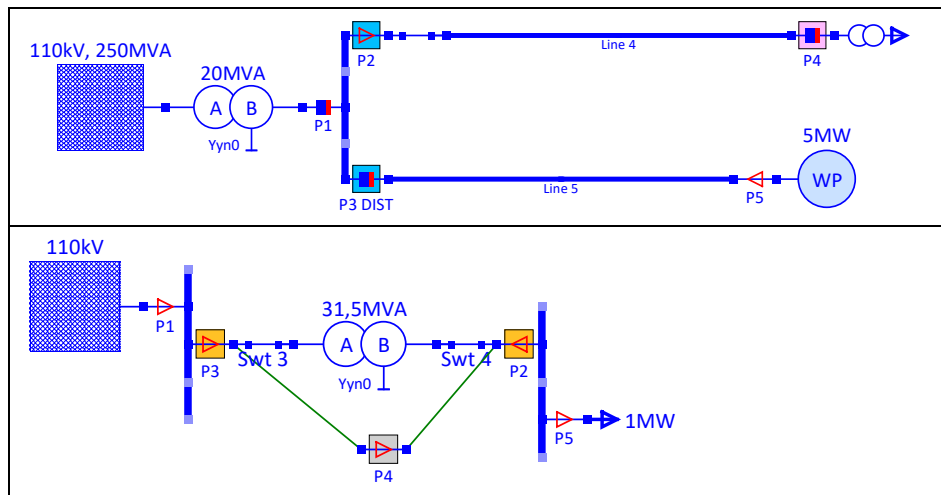 110kV, 250MVA
20MVA
A B
Yyn0
P1
P2
Line 4
P4
P3 DIST
Line 5
P5
5MW
WP
110kV
P1
P3
Swt 3
31,5MVA
A B
Yyn0
Swt 4
P2
P4
P5
1MW